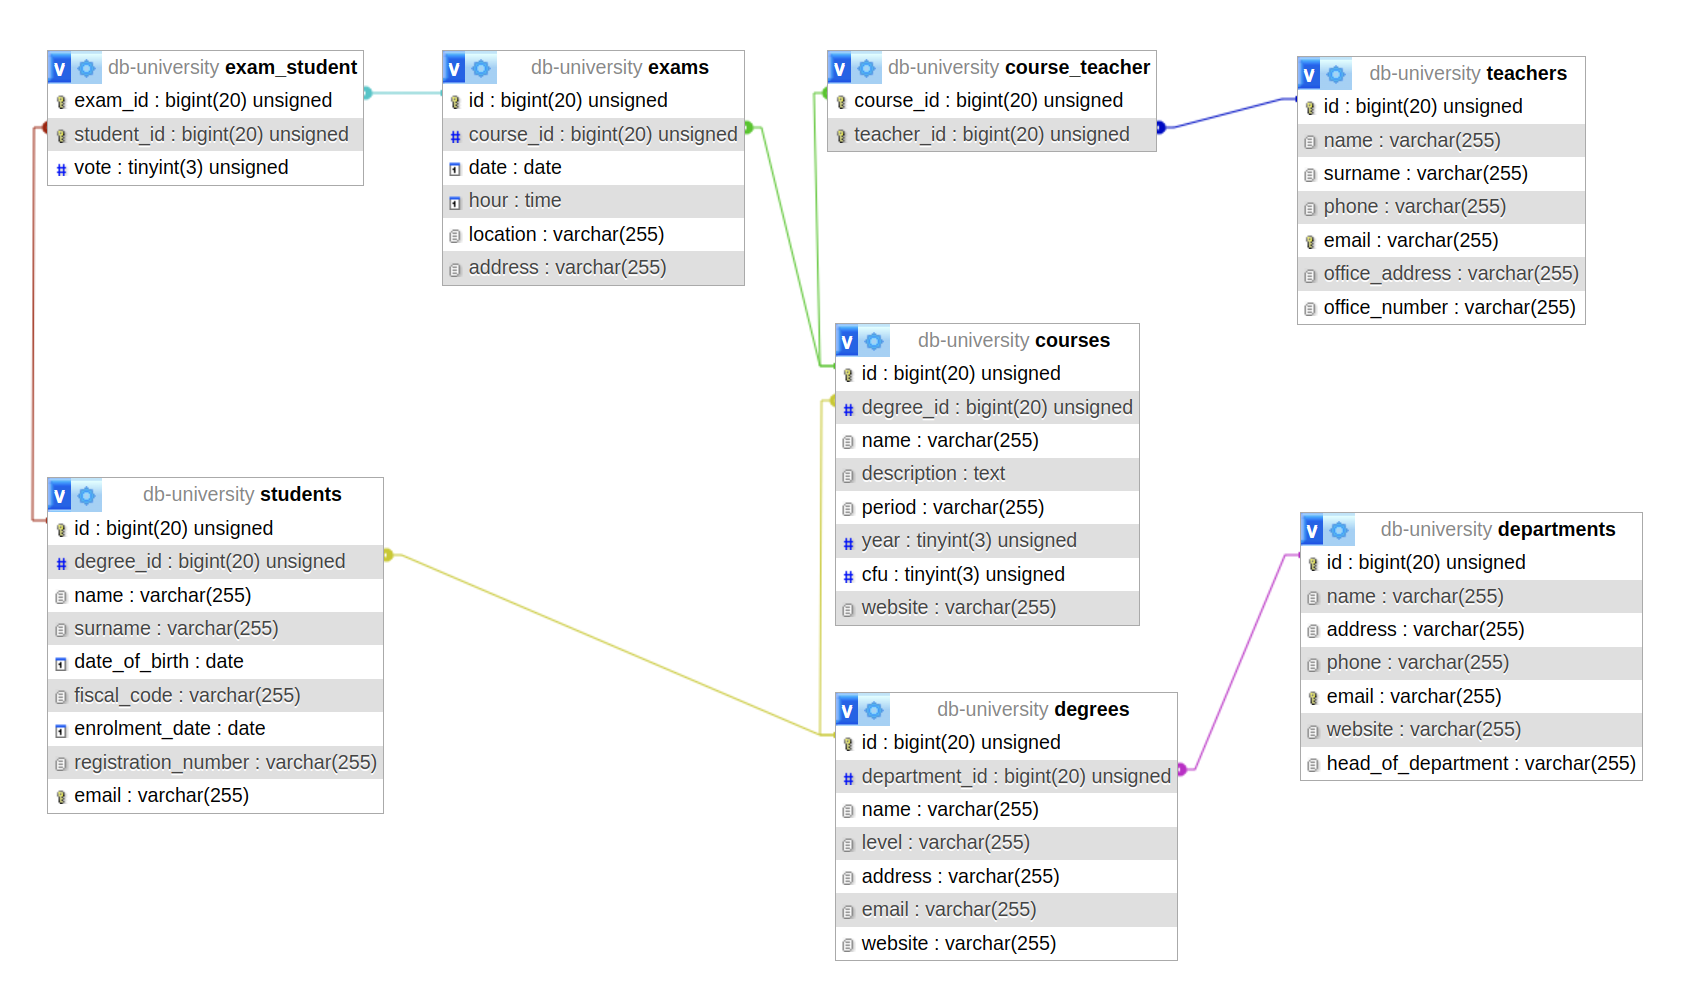 v db-university exam_student
exam_id : bigint(20) unsigned
student_id : bigint(20) unsigned
# vote : tinyint(3) unsigned
v db-university exams
id : bigint(20) unsigned
# course_id : bigint(20) unsigned
date : date
hour : time
location : varchar(255)
address : varchar(255)
v db-university course_teacher
course_id : bigint(20) unsigned
teacher_id : bigint(20) unsigned
v db-university teachers
id : bigint(20) unsigned
name : varchar(255)
surname : varchar(255)
phone : varchar(255)
email : varchar(255)
office_address : varchar(255)
office_number : varchar(255)
v db-university courses
id : bigint(20) unsigned
# degree_id : bigint(20) unsigned
name : varchar(255)
description : text
period : varchar(255)
# year : tinyint(3) unsigned
# cfu : tinyint(3) unsigned
website : varchar(255)
v db-university students
id : bigint(20) unsigned
# degree_id : bigint(20) unsigned
name : varchar(255)
surname : varchar(255)
date_of_birth : date
fiscal_code : varchar(255)
enrolment_date : date
registration_number : varchar(255)
email : varchar(255)
v db-university departments
id : bigint(20) unsigned
name : varchar(255)
address : varchar(255)
phone : varchar(255)
email : varchar(255)
website : varchar(255)
head_of_department : varchar(255)
v db-university degrees
id : bigint(20) unsigned
# department_id : bigint(20) unsigned
name : varchar(255)
level : varchar(255)
address : varchar(255)
email : varchar(255)
website : varchar(255)